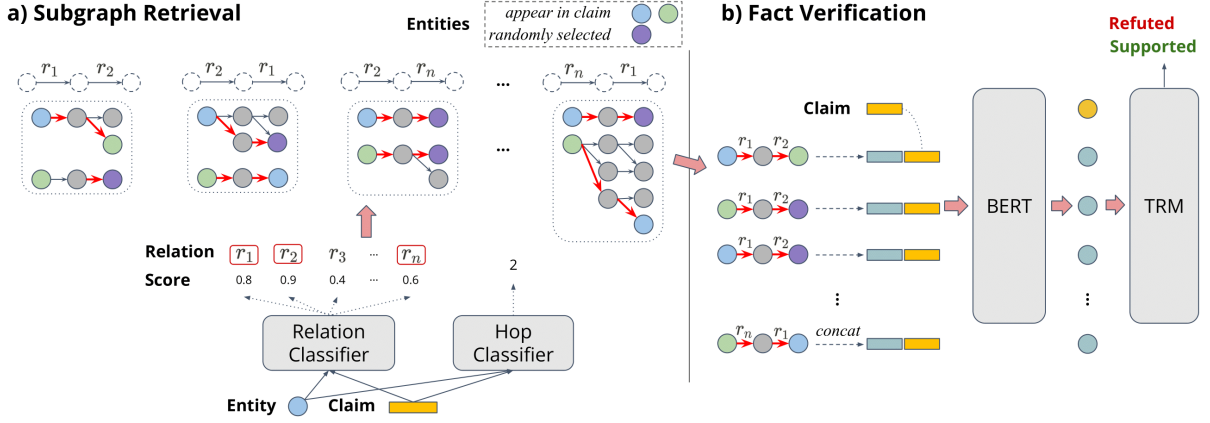 a) Subgraph Retrieval
Entities
appear in claim
randomly selected
r1 r2
r2 r1
r2 rn
...
rn r1
...
Relation r1 r2 r3 ... rn
Score 0.8 0.9 0.4 ... 0.6
2
Relation Classifier
Hop Classifier
Entity
Claim
b) Fact Verification
Refuted
Supported
Claim
r1 r2
r1 r2
r1 r2
rn r1
concat
BERT
TRM